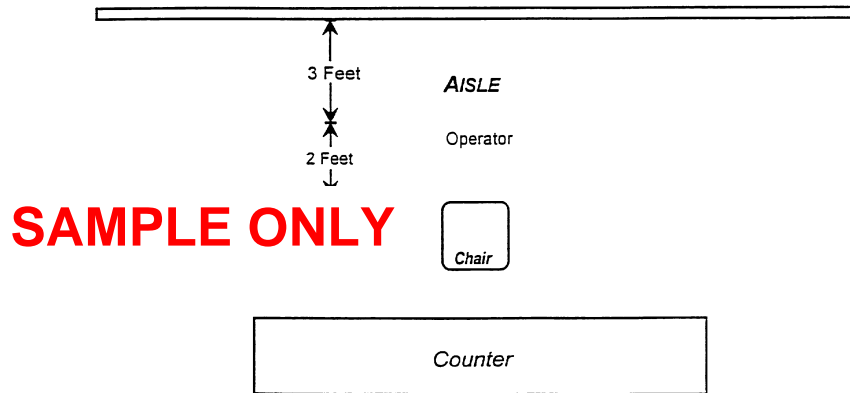 3 Feet
AISLE
Operator
2 Feet
SAMPLE ONLY
Chair
Counter